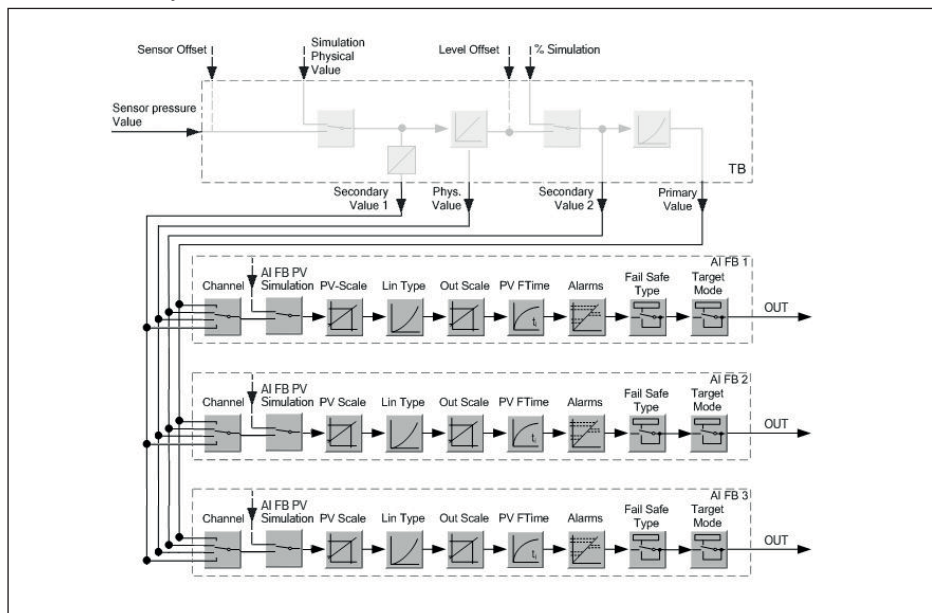 Sensor Offset
Simulation
Physical
Value
Level Offset
% Simulation
Sensor pressure
Value
TB
Secondary
Value 1
Phys.
Value
Secondary
Value 2
Primary
Value
AI FB 1
Channel
AI FB PV
Simulation
PV-Scale
Lin Type
Out Scale
PV FTime
Alarms
Fail Safe
Type
Target
Mode
OUT
t
AI FB 2
Channel
AI FB PV
Simulation
PV Scale
Lin Type
Out Scale
PV FTime
Alarms
Fail Safe
Type
Target
Mode
OUT
t
AI FB 3
Channel
AI FB PV
Simulation
PV Scale
Lin Type
Out Scale
PV FTime
Alarms
Fail Safe
Type
Target
Mode
OUT
t